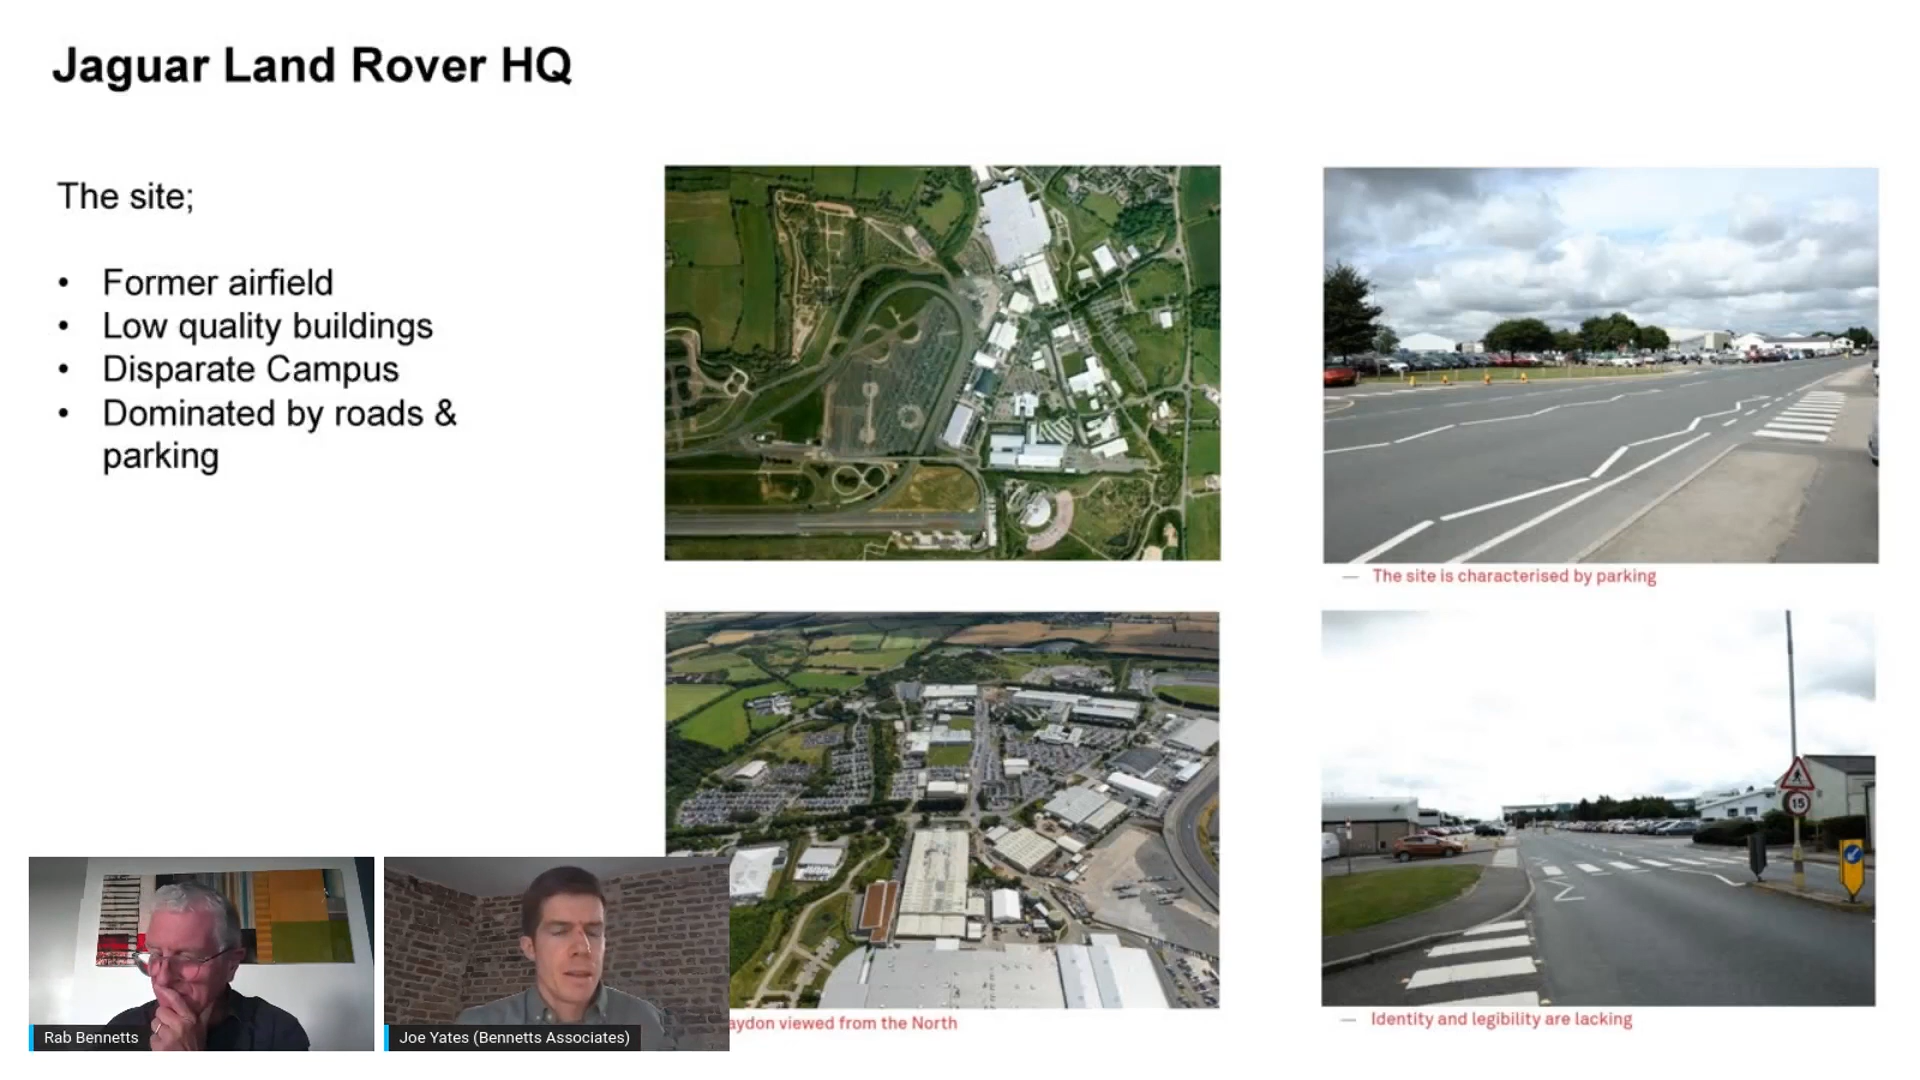 Jaguar Land Rover HQ
The site;
• Former airfield
• Low quality buildings
• Disparate Campus
• Dominated by roads &
parking
— The site is characterised by parking
15
aydon viewed from the North
— Identity and legibility are lacking
Rab Bennetts
Joe Yates (Bennetts Associates)